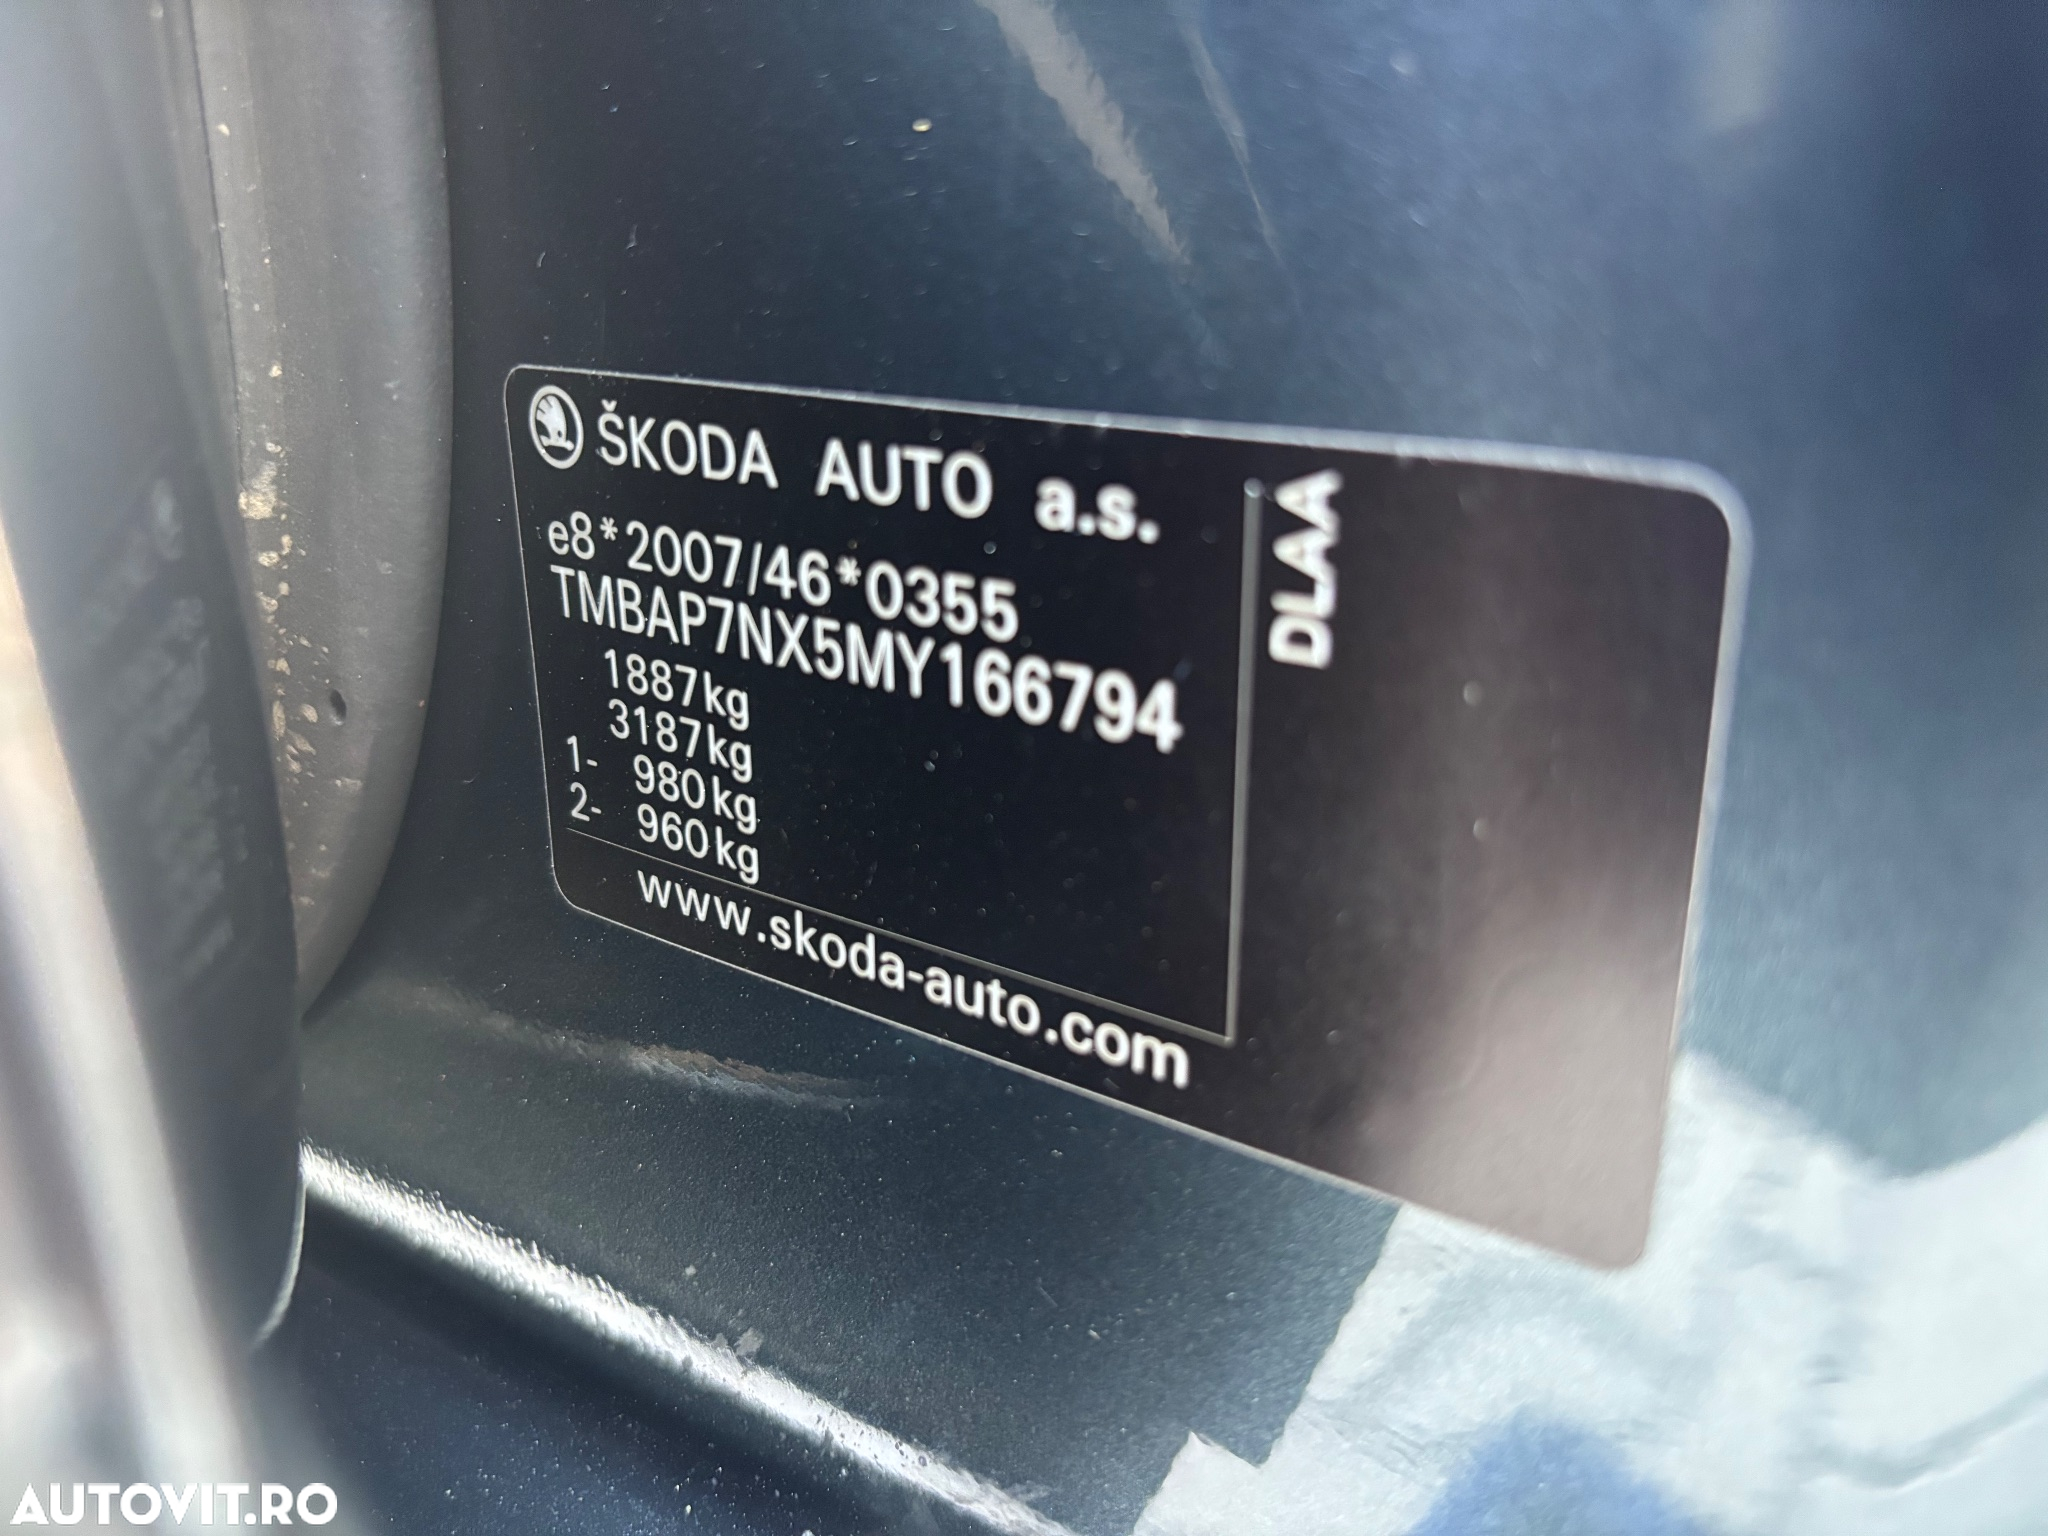 ŠKODA AUTO a.s.
e8*2007/46*0355
TMBAP7NX5MY166794
1887kg
3187kg
1- 980kg
2- 960kg
www.skoda-auto.com
DLAA
AUTOVIT.RO